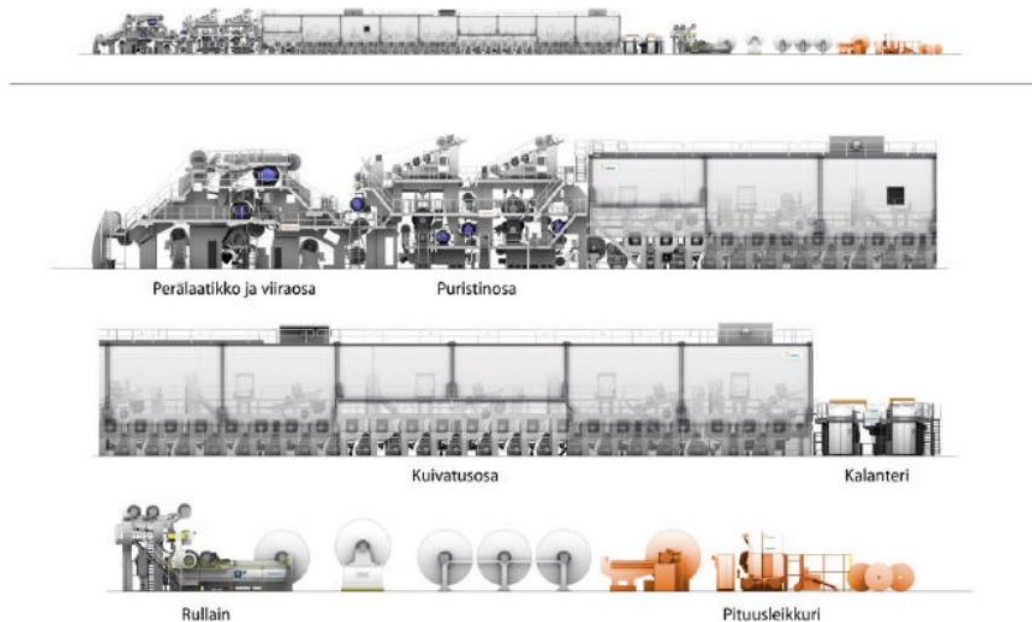 Perälaatikko ja viiraosa
Puristinosa
Kuivatusosa
Kalanteri
Rullain
Pituusleikkuri